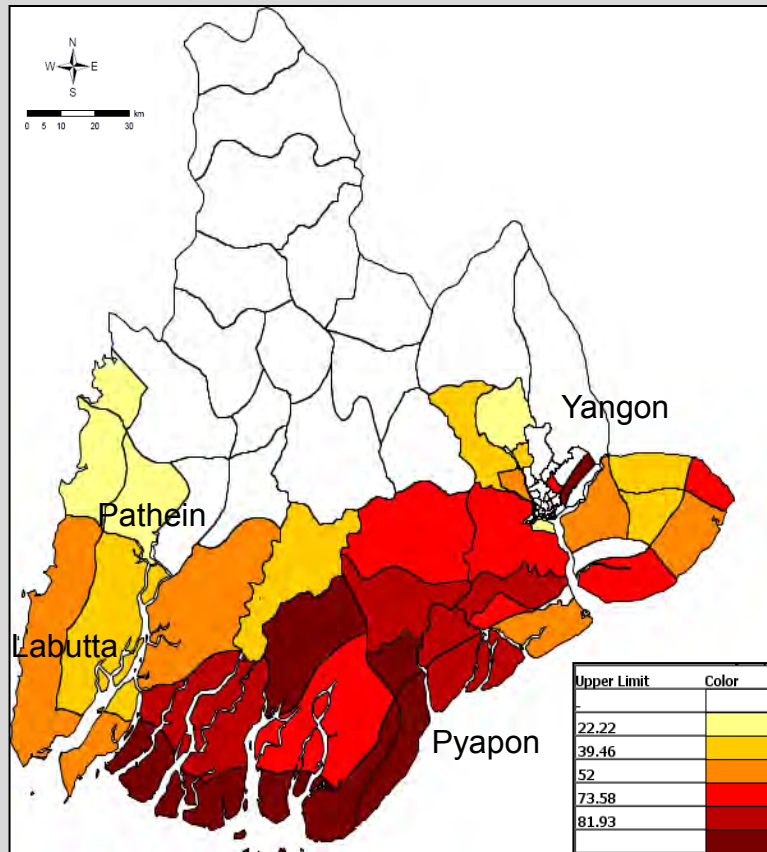 N
W E
S
km
0 5 10 20 30
Yangon
Pathein
Labutta
Pyapon
Upper Limit Color
-
22.22
39.46
52
73.58
81.93